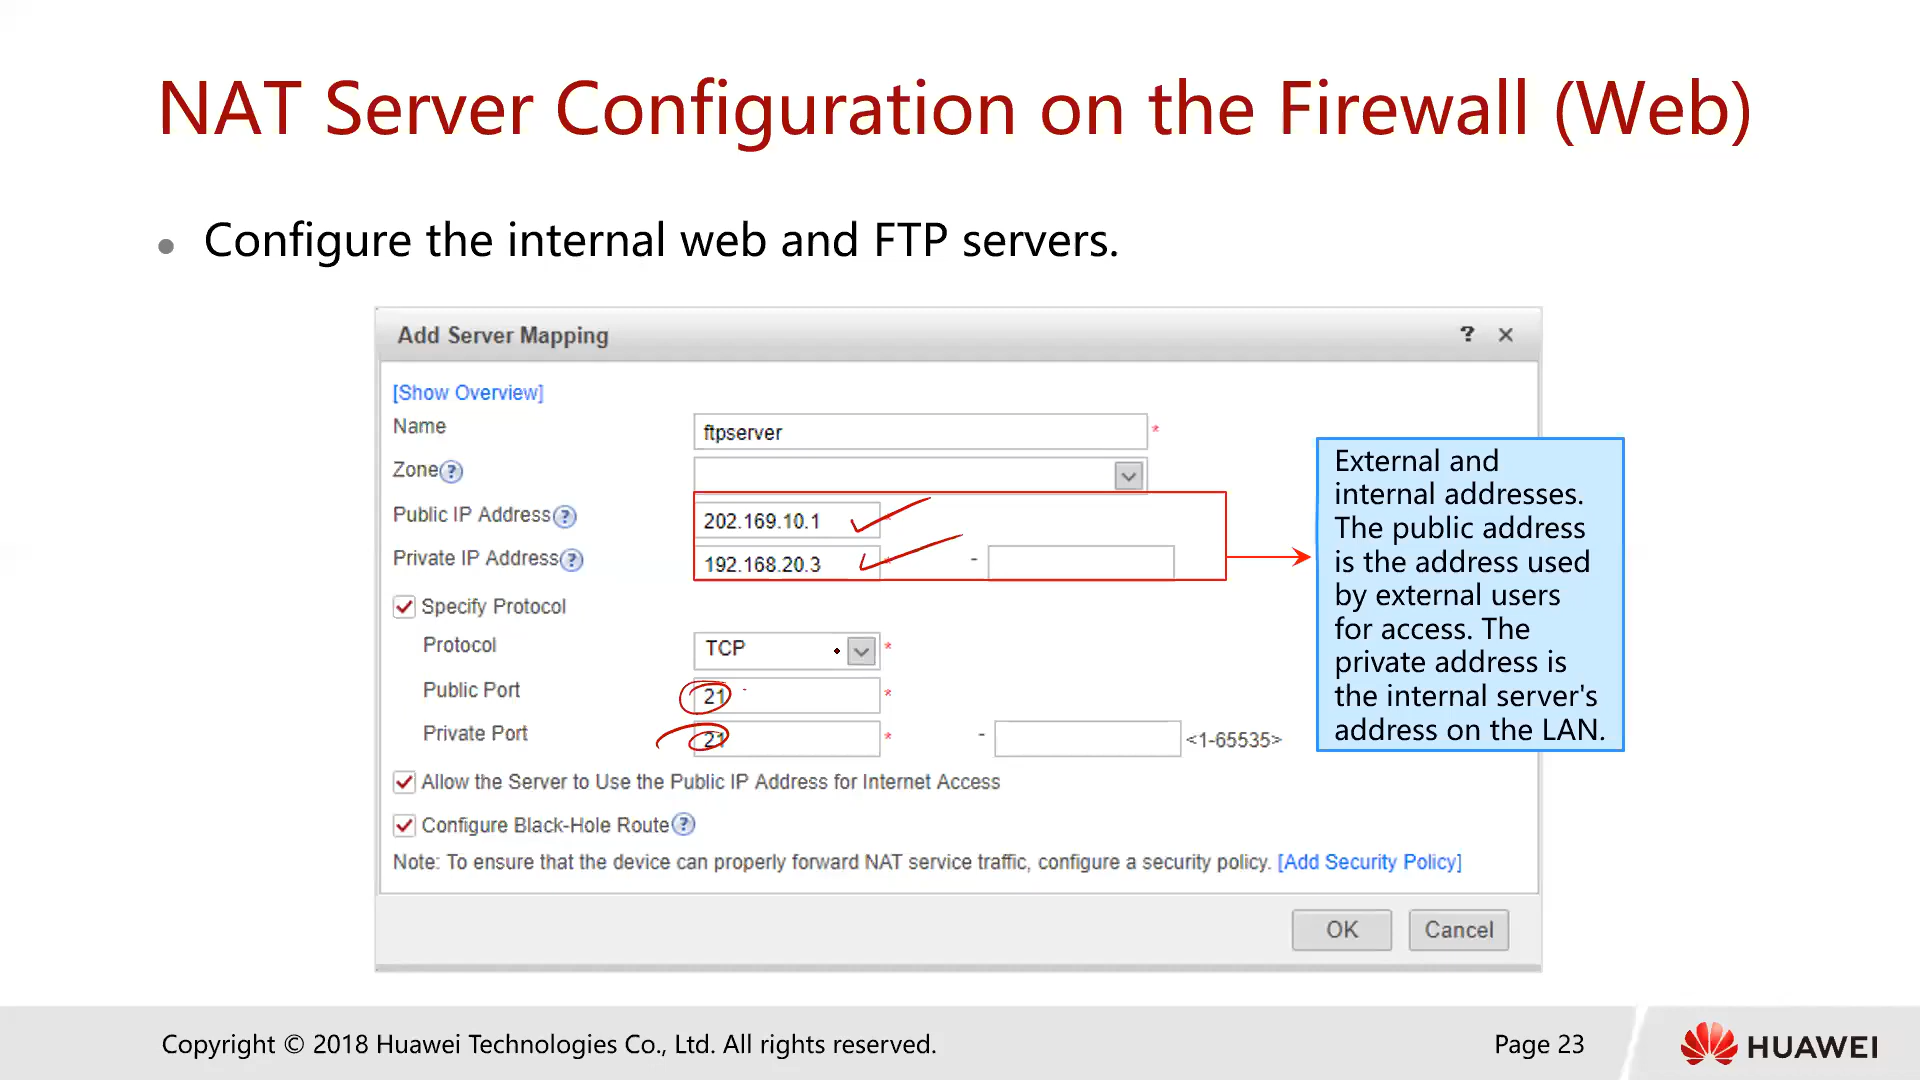 NAT Server Configuration on the Firewall (Web)
• Configure the internal web and FTP servers.
Add Server Mapping ? ×
[Show Overview]
Name ftpserver *
Zone ?
Public IP Address ? 202.169.10.1
Private IP Address ? 192.168.20.3 -
Specify Protocol
Protocol TCP *
Public Port 21 *
Private Port 21 * - <1-65535>
Allow the Server to Use the Public IP Address for Internet Access
Configure Black-Hole Route ?
Note: To ensure that the device can properly forward NAT service traffic, configure a security policy. [Add Security Policy]
OK Cancel
External and
internal addresses.
The public address
is the address used
by external users
for access. The
private address is
the internal server's
address on the LAN.
Copyright © 2018 Huawei Technologies Co., Ltd. All rights reserved.
Page 23
HUAWEI